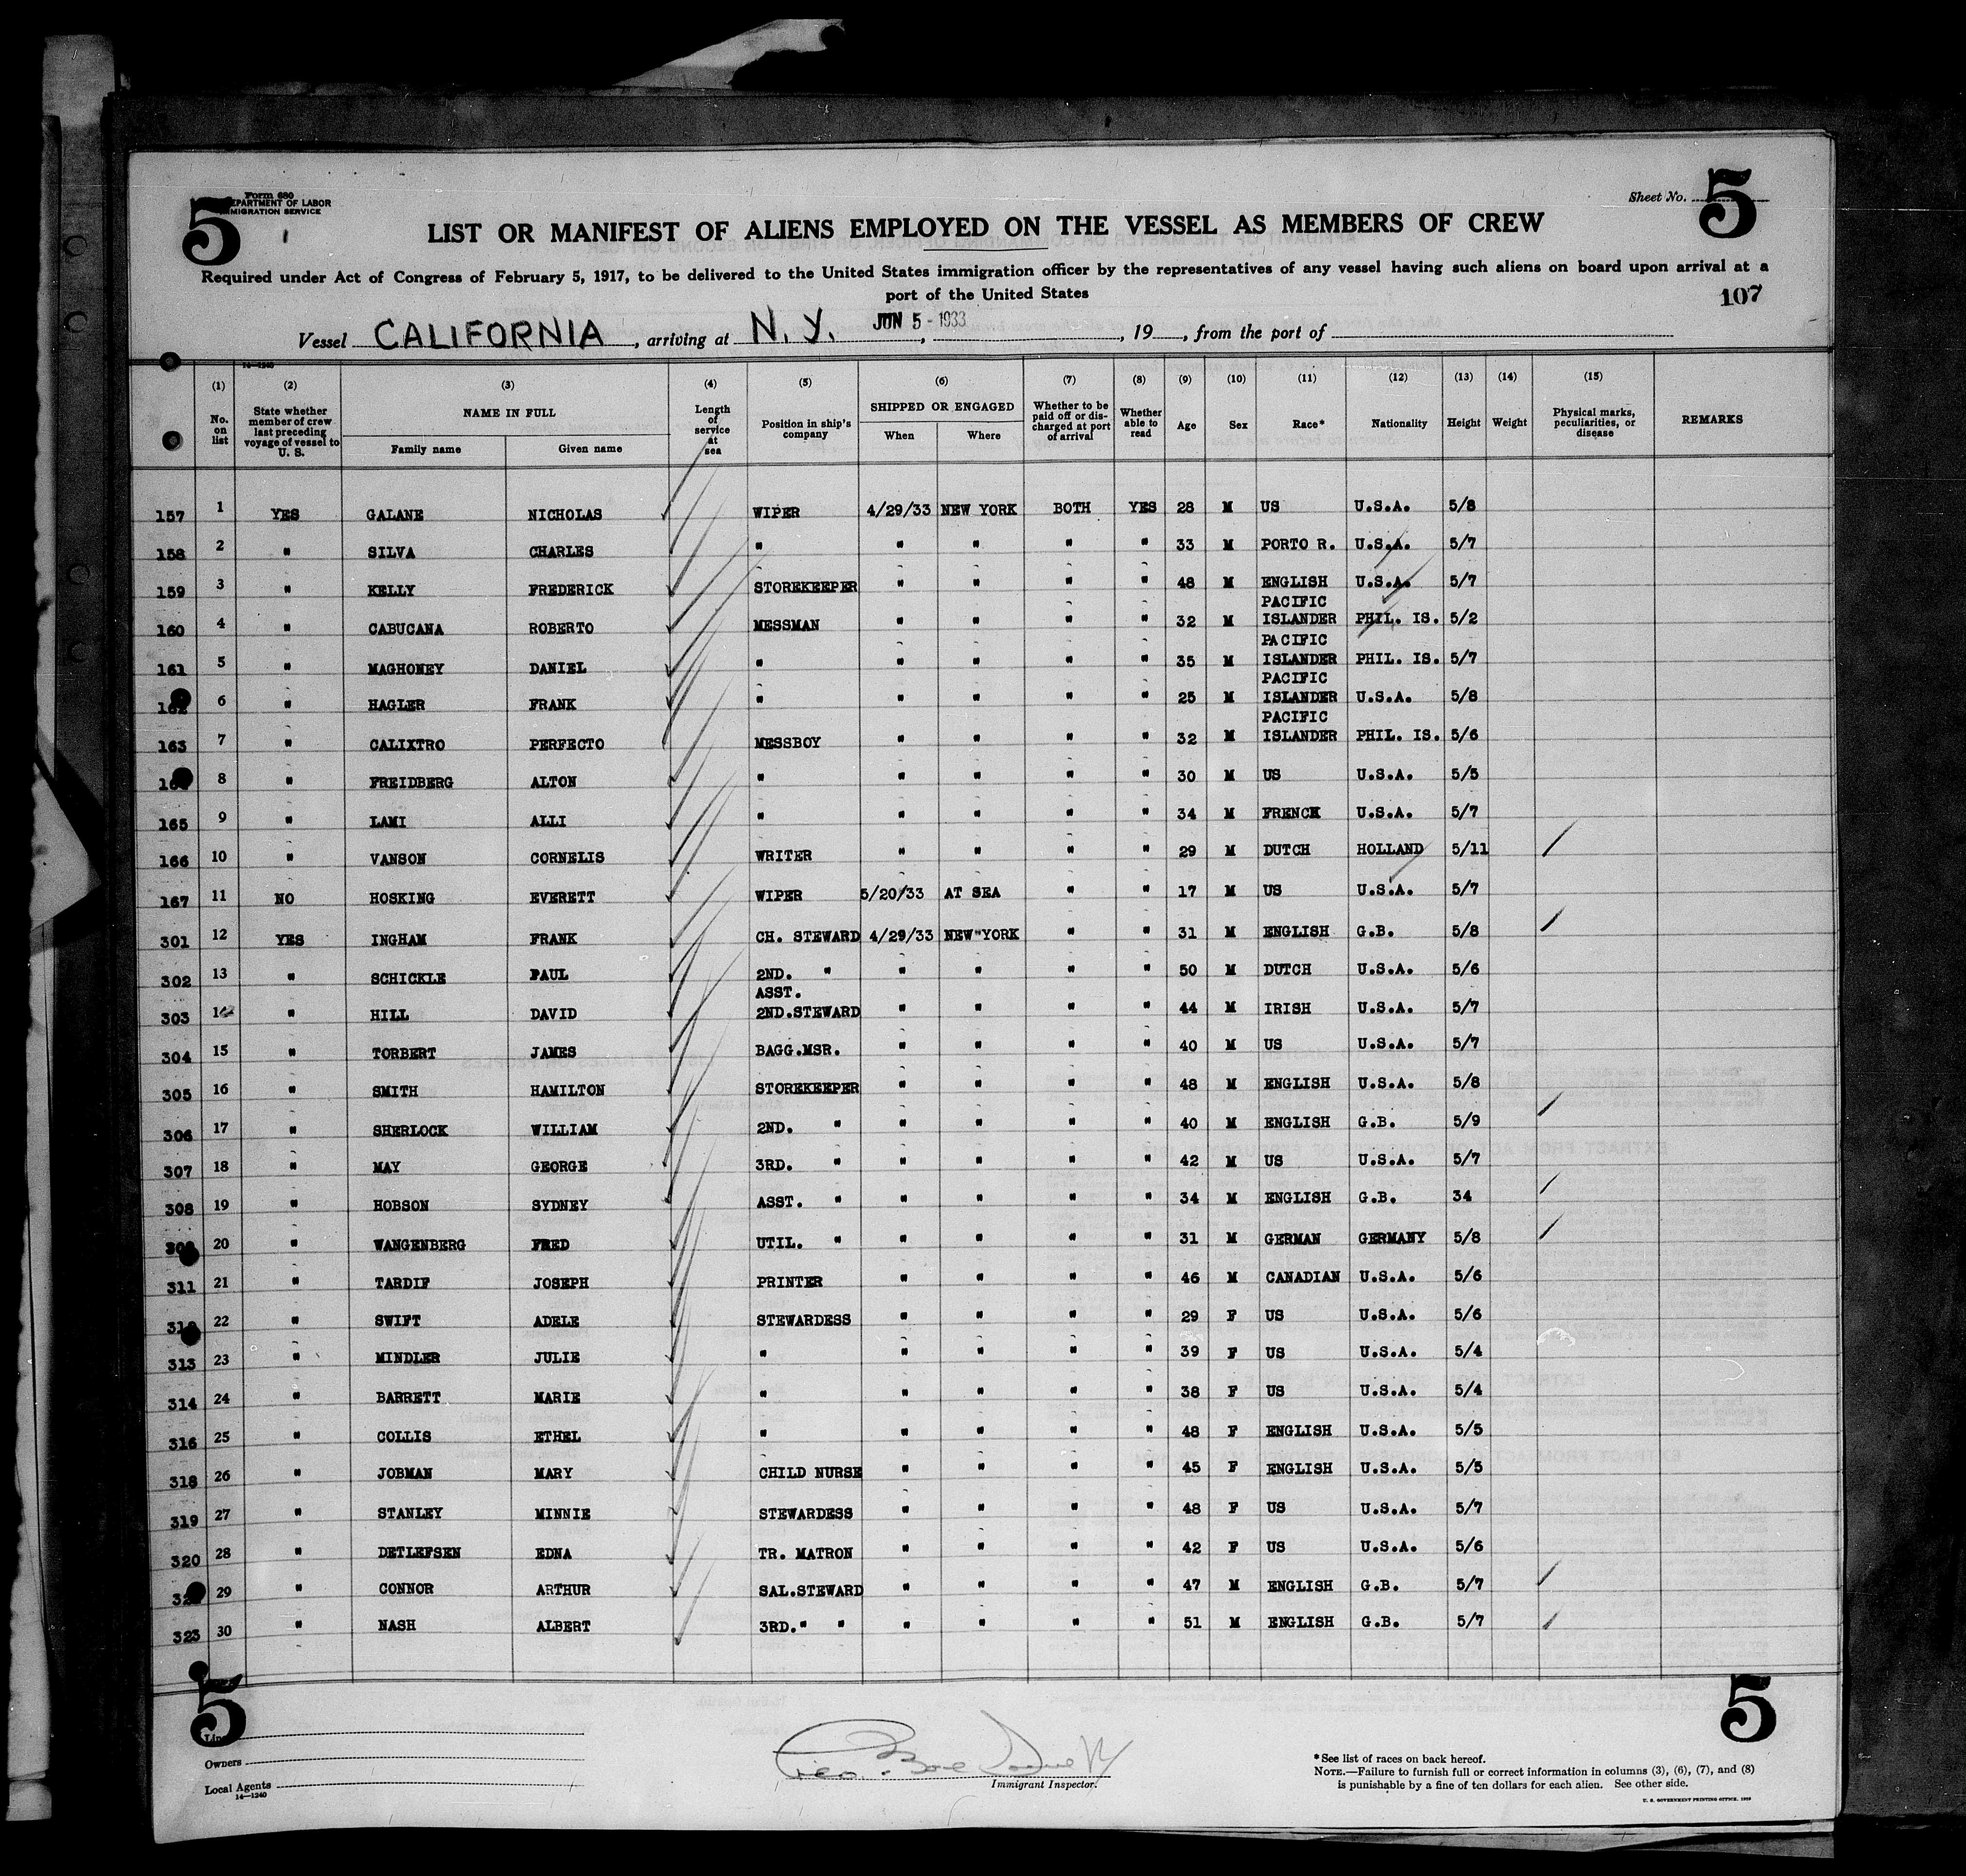 5
Form 680
DEPARTMENT OF LABOR
IMMIGRATION SERVICE
Sheet No. 5
LIST OR MANIFEST OF ALIENS EMPLOYED ON THE VESSEL AS MEMBERS OF CREW
Required under Act of Congress of February 5, 1917, to be delivered to the United States immigration officer by the representatives of any vessel having such aliens on board upon arrival at a
port of the United States
107
Vessel CALIFORNIA, arriving at N. Y. JUN 5 - 1933, 19 , from the port of
14—1240
(1) (2) (3) (4) (5) (6) (7) (8) (9) (10) (11) (12) (13) (14) (15)
No. on list State whether member of crew last preceding voyage of vessel to U. S. NAME IN FULL Family name Given name Length of service at sea Position in ship's company SHIPPED OR ENGAGED When Where Whether to be paid off or discharged at port of arrival Whether able to read Age Sex Race* Nationality Height Weight Physical marks, peculiarities, or disease REMARKS
157 1 YES GALANE NICHOLAS WIPER 4/29/33 NEW YORK BOTH YES 28 M US U.S.A. 5/8
158 2 " SILVA CHARLES " " " " " 33 M PORTO R. U.S.A. 5/7
159 3 " KELLY FREDERICK STOREKEEPER " " " " 48 M ENGLISH U.S.A. 5/7
160 4 " CABUCANA ROBERTO MESSMAN " " " " 32 M PACIFIC ISLANDER PHIL. IS. 5/2
161 5 " MAGHONEY DANIEL " " " " " 35 M PACIFIC ISLANDER PHIL. IS. 5/7
162 6 " HAGLER FRANK " " " " " 25 M PACIFIC ISLANDER U.S.A. 5/8
163 7 " CALIXTRO PERFECTO MESSBOY " " " " 32 M PACIFIC ISLANDER PHIL. IS. 5/6
8 " FREIDBERG ALTON " " " " " 30 M US U.S.A. 5/5
165 9 " LAMI ALLI " " " " " 34 M FRENCH U.S.A. 5/7
166 10 " VANSON CORNELIS WRITER " " " " 29 M DUTCH HOLLAND 5/11
167 11 NO HOSKING EVERETT WIPER 5/20/33 AT SEA " " 17 M US U.S.A. 5/7
301 12 YES INGHAM FRANK CH. STEWARD 4/29/33 NEW"YORK " " 31 M ENGLISH G.B. 5/8
302 13 " SCHICKLE PAUL 2ND. " " " " " 50 M DUTCH U.S.A. 5/6
303 14 " HILL DAVID ASST. 2ND.STEWARD " " " " 44 M IRISH U.S.A. 5/7
304 15 " TORBERT JAMES BAGG.MSR. " " " " 40 M US U.S.A. 5/7
305 16 " SMITH HAMILTON STOREKEEPER " " " " 48 M ENGLISH U.S.A. 5/8
306 17 " SHERLOCK WILLIAM 2ND. " " " " " 40 M ENGLISH G.B. 5/9
307 18 " MAY GEORGE 3RD. " " " " " 42 M US U.S.A. 5/7
308 19 " HOBSON SYDNEY ASST. " " " " " 34 M ENGLISH G.B. 34
309 20 " WANGENBERG FRED UTIL. " " " " " 31 M GERMAN GERMANY 5/8
311 21 " TARDIF JOSEPH PRINTER " " " " 46 M CANADIAN U.S.A. 5/6
22 " SWIFT ADELE STEWARDESS " " " " 29 F US U.S.A. 5/6
313 23 " MINDLER JULIE " " " " " 39 F US U.S.A. 5/4
314 24 " BARRETT MARIE " " " " " 38 F US U.S.A. 5/4
316 25 " COLLIS ETHEL " " " " " 48 F ENGLISH U.S.A. 5/5
318 26 " JOBMAN MARY CHILD NURSE " " " " 45 F ENGLISH U.S.A. 5/5
319 27 " STANLEY MINNIE STEWARDESS " " " " 48 F US U.S.A. 5/7
320 28 " DETLEFSEN EDNA TR. MATRON " " " " 42 F US U.S.A. 5/6
29 " CONNOR ARTHUR SAL.STEWARD " " " " 47 M ENGLISH G.B. 5/7
323 30 " NASH ALBERT 3RD." " " " " " 51 M ENGLISH G.B. 5/7
5
5
Line
Owners
Local Agents
14—1240
Immigrant Inspector.
*See list of races on back hereof.
NOTE.—Failure to furnish full or correct information in columns (3), (6), (7), and (8)
is punishable by a fine of ten dollars for each alien. See other side.
U. S. GOVERNMENT PRINTING OFFICE